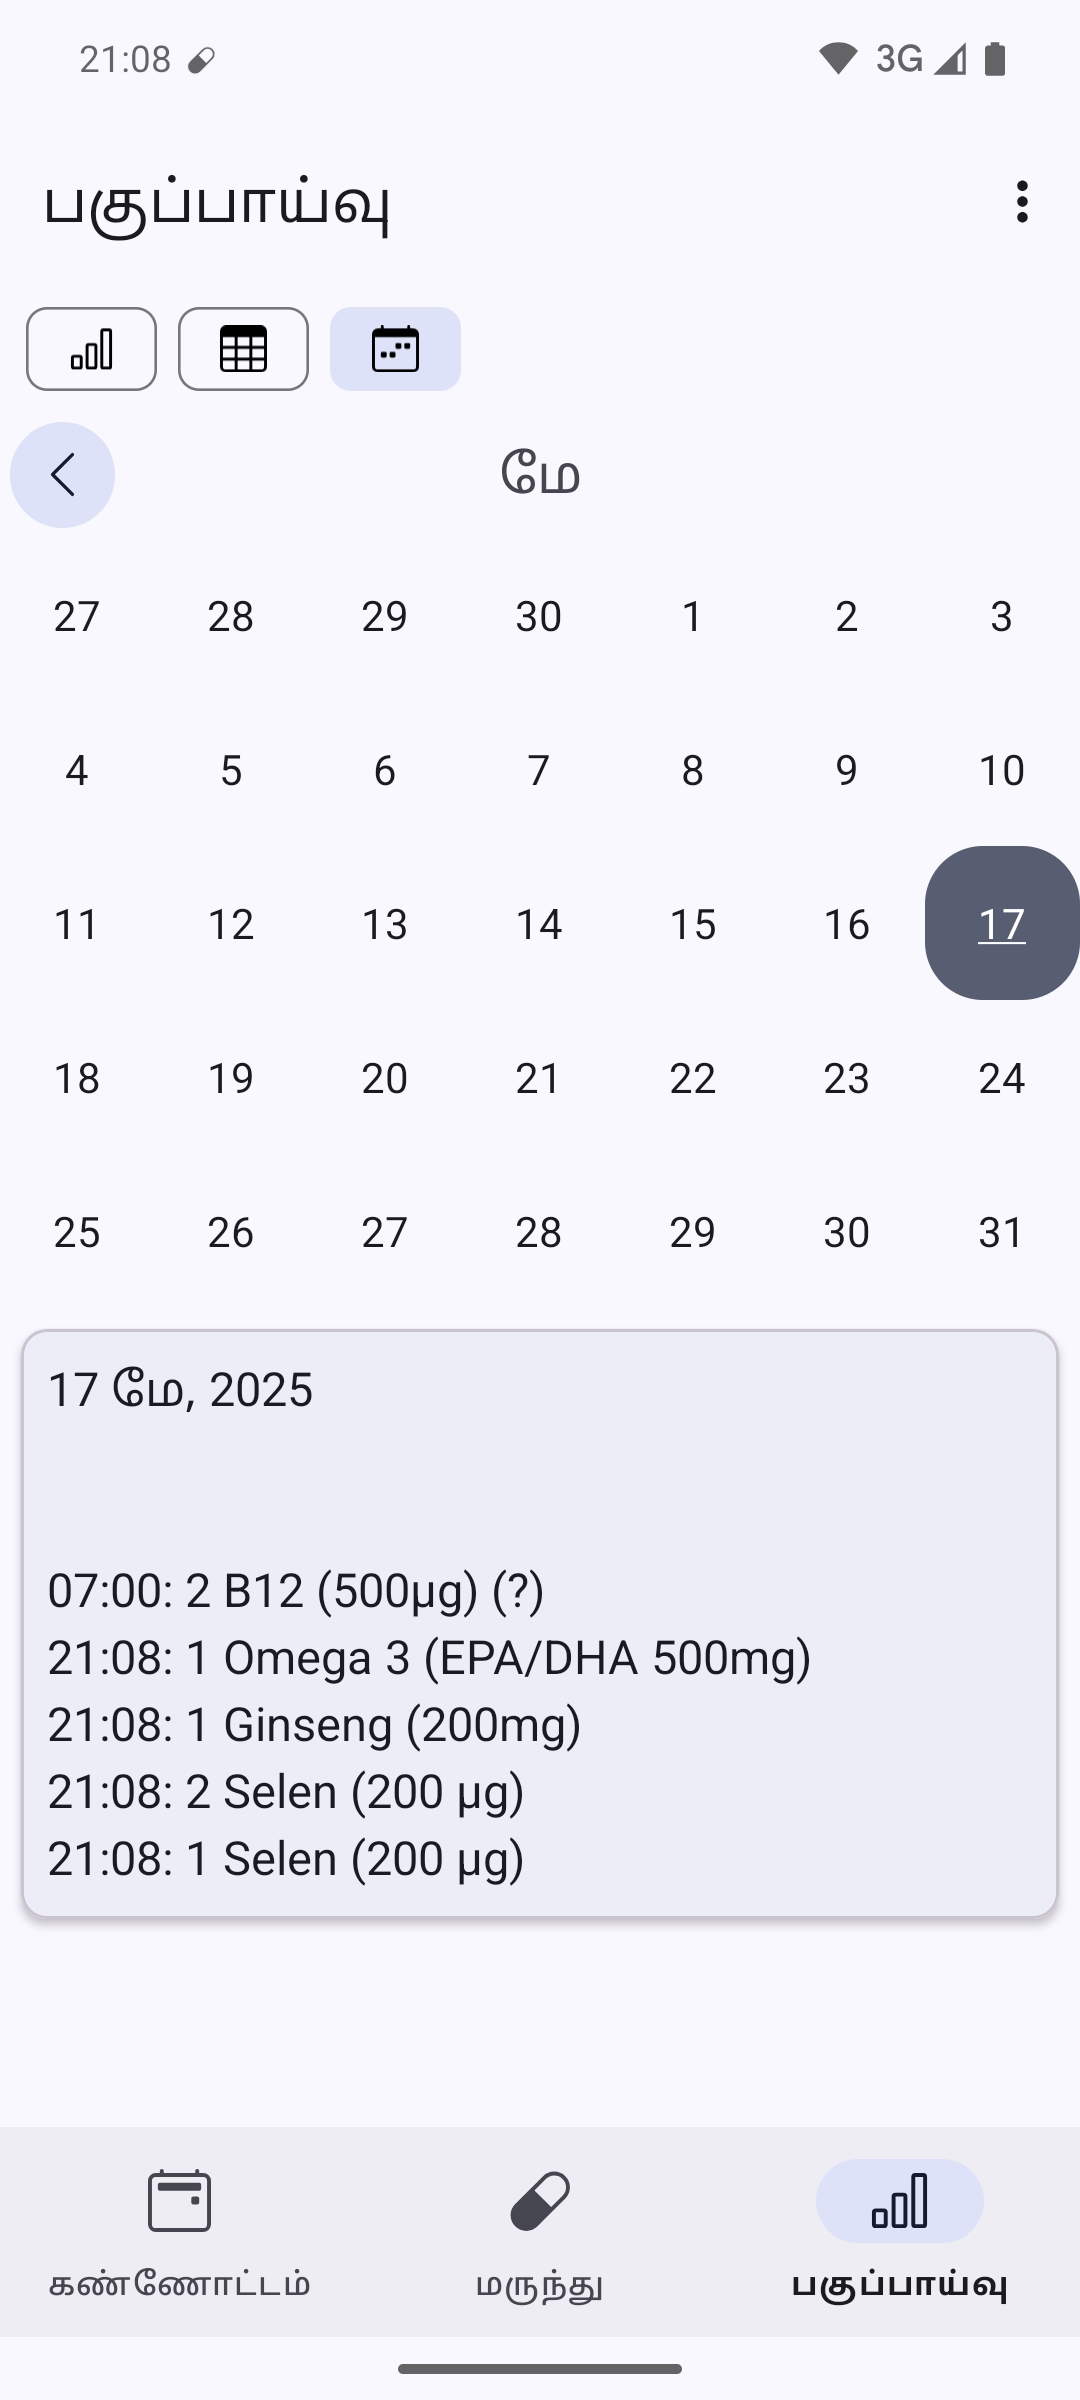 21:08 3G
பகுப்பாய்வு
மே
27 28 29 30 1 2 3
4 5 6 7 8 9 10
11 12 13 14 15 16 17
18 19 20 21 22 23 24
25 26 27 28 29 30 31
17 மே, 2025
07:00: 2 B12 (500µg) (?)
21:08: 1 Omega 3 (EPA/DHA 500mg)
21:08: 1 Ginseng (200mg)
21:08: 2 Selen (200 µg)
21:08: 1 Selen (200 µg)
கண்ணோட்டம் மருந்து பகுப்பாய்வு